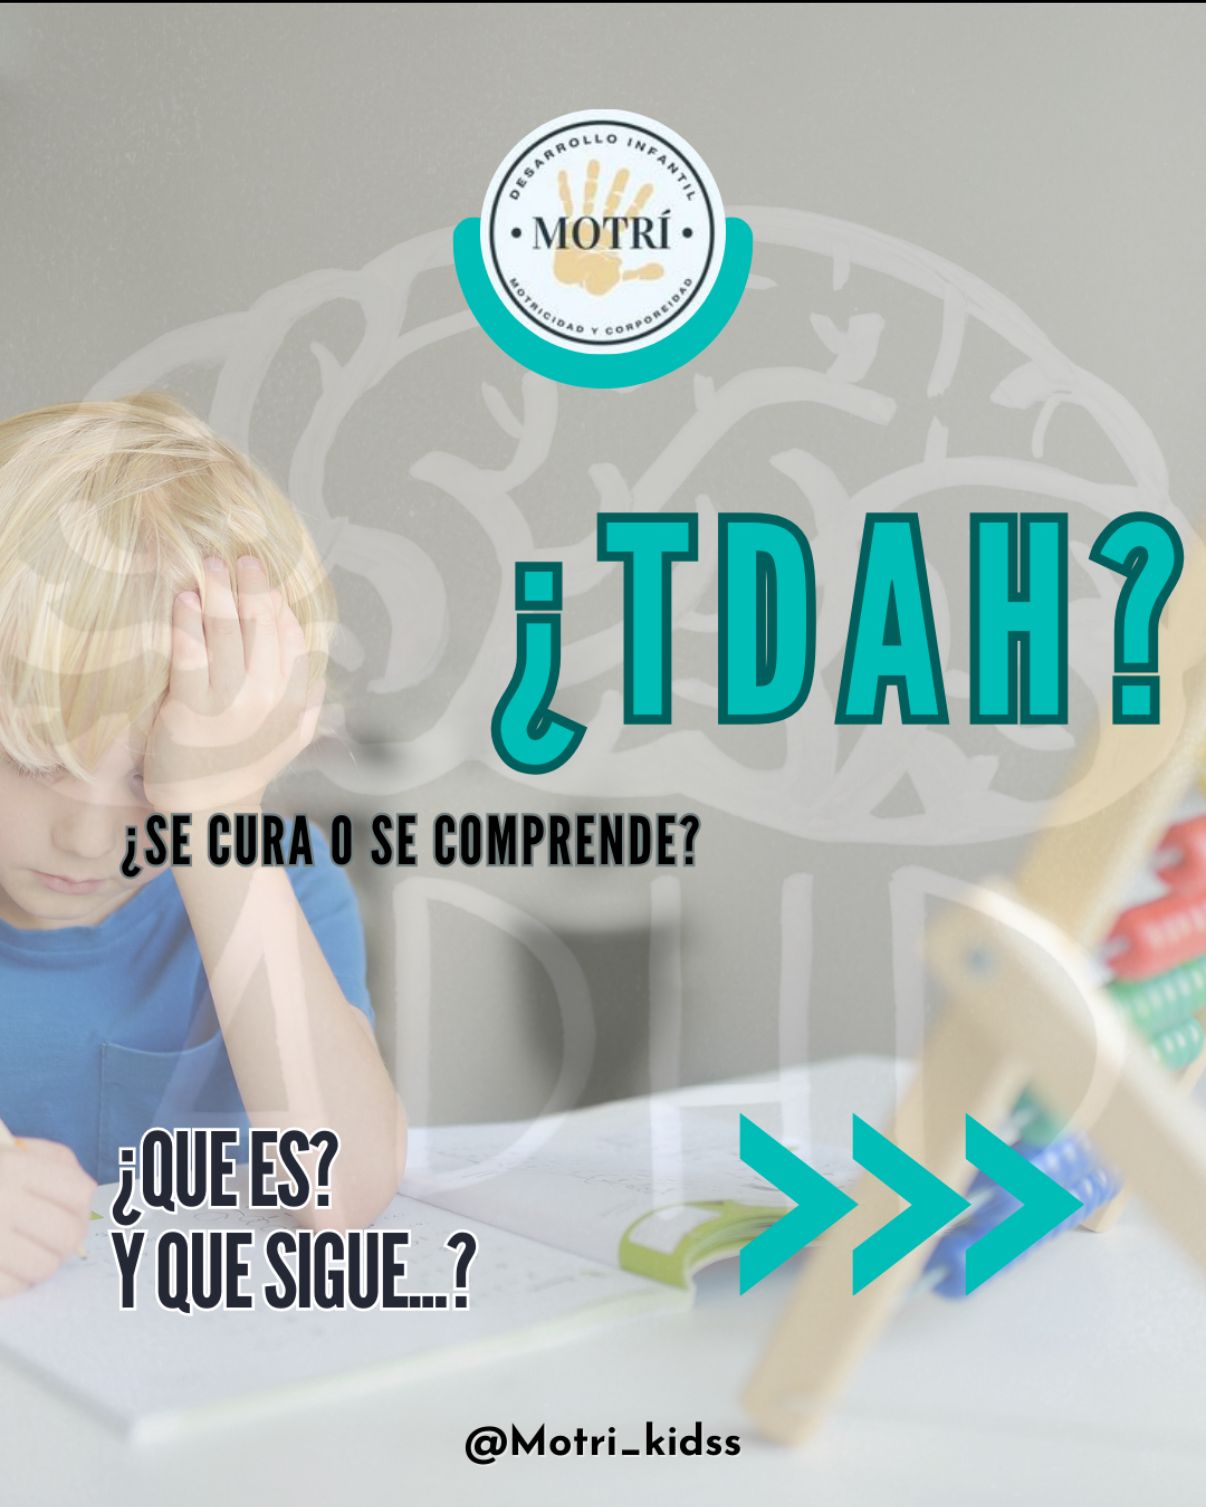 DESARROLLO INFANTIL
• MOTRÍ •
MOTRICIDAD Y CORPOREIDAD
¿TDAH?
¿SE CURA O SE COMPRENDE?
ADHD
¿QUE ES?
Y QUE SIGUE...?
@Motri_kidss